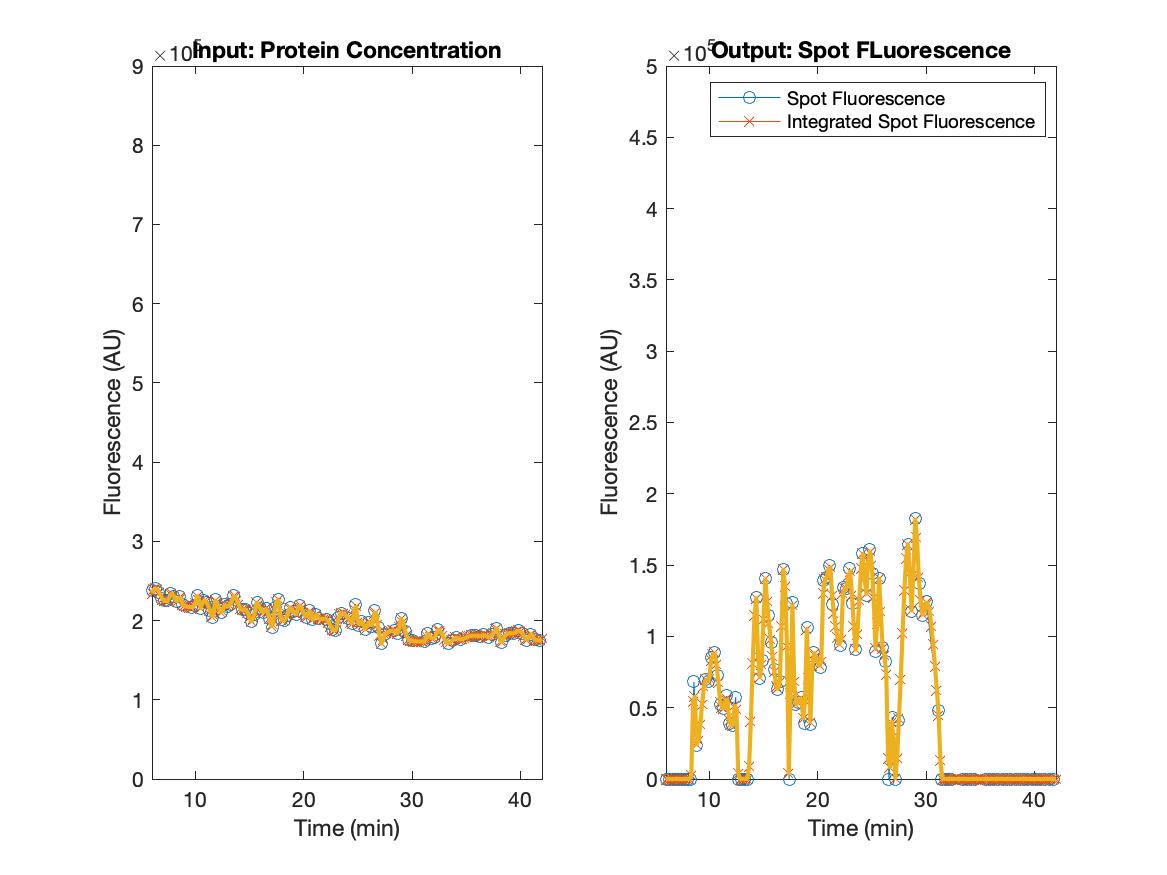 ×10⁵
Input: Protein Concentration
9
8
7
6
5
4
3
2
1
0
Fluorescence (AU)
10 20 30 40
Time (min)
×10⁵
Output: Spot FLuorescence
Spot Fluorescence
Integrated Spot Fluorescence
5
4.5
4
3.5
3
2.5
2
1.5
1
0.5
0
Fluorescence (AU)
10 20 30 40
Time (min)